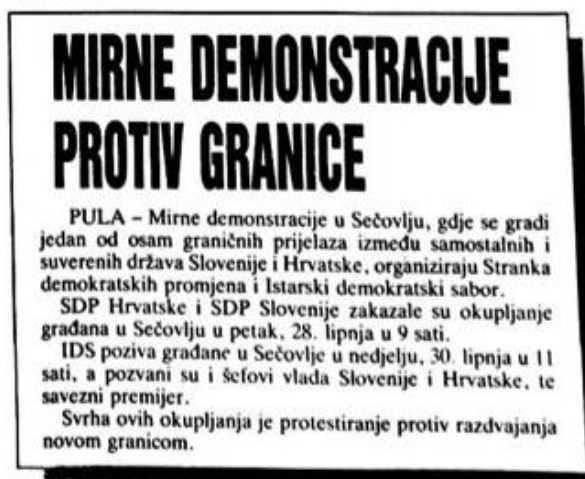 MIRNE DEMONSTRACIJE
PROTIV GRANICE
PULA – Mirne demonstracije u Sečovlju, gdje se gradi
jedan od osam graničnih prijelaza između samostalnih i
suverenih država Slovenije i Hrvatske, organiziraju Stranka
demokratskih promjena i Istarski demokratski sabor.
SDP Hrvatske i SDP Slovenije zakazale su okupljanje
građana u Sečovlju u petak, 28. lipnja u 9 sati.
IDS poziva građane u Sečovlje u nedjelju, 30. lipnja u 11
sati, a pozvani su i šefovi vlada Slovenije i Hrvatske, te
savezni premijer.
Svrha ovih okupljanja je protestiranje protiv razdvajanja
novom granicom.